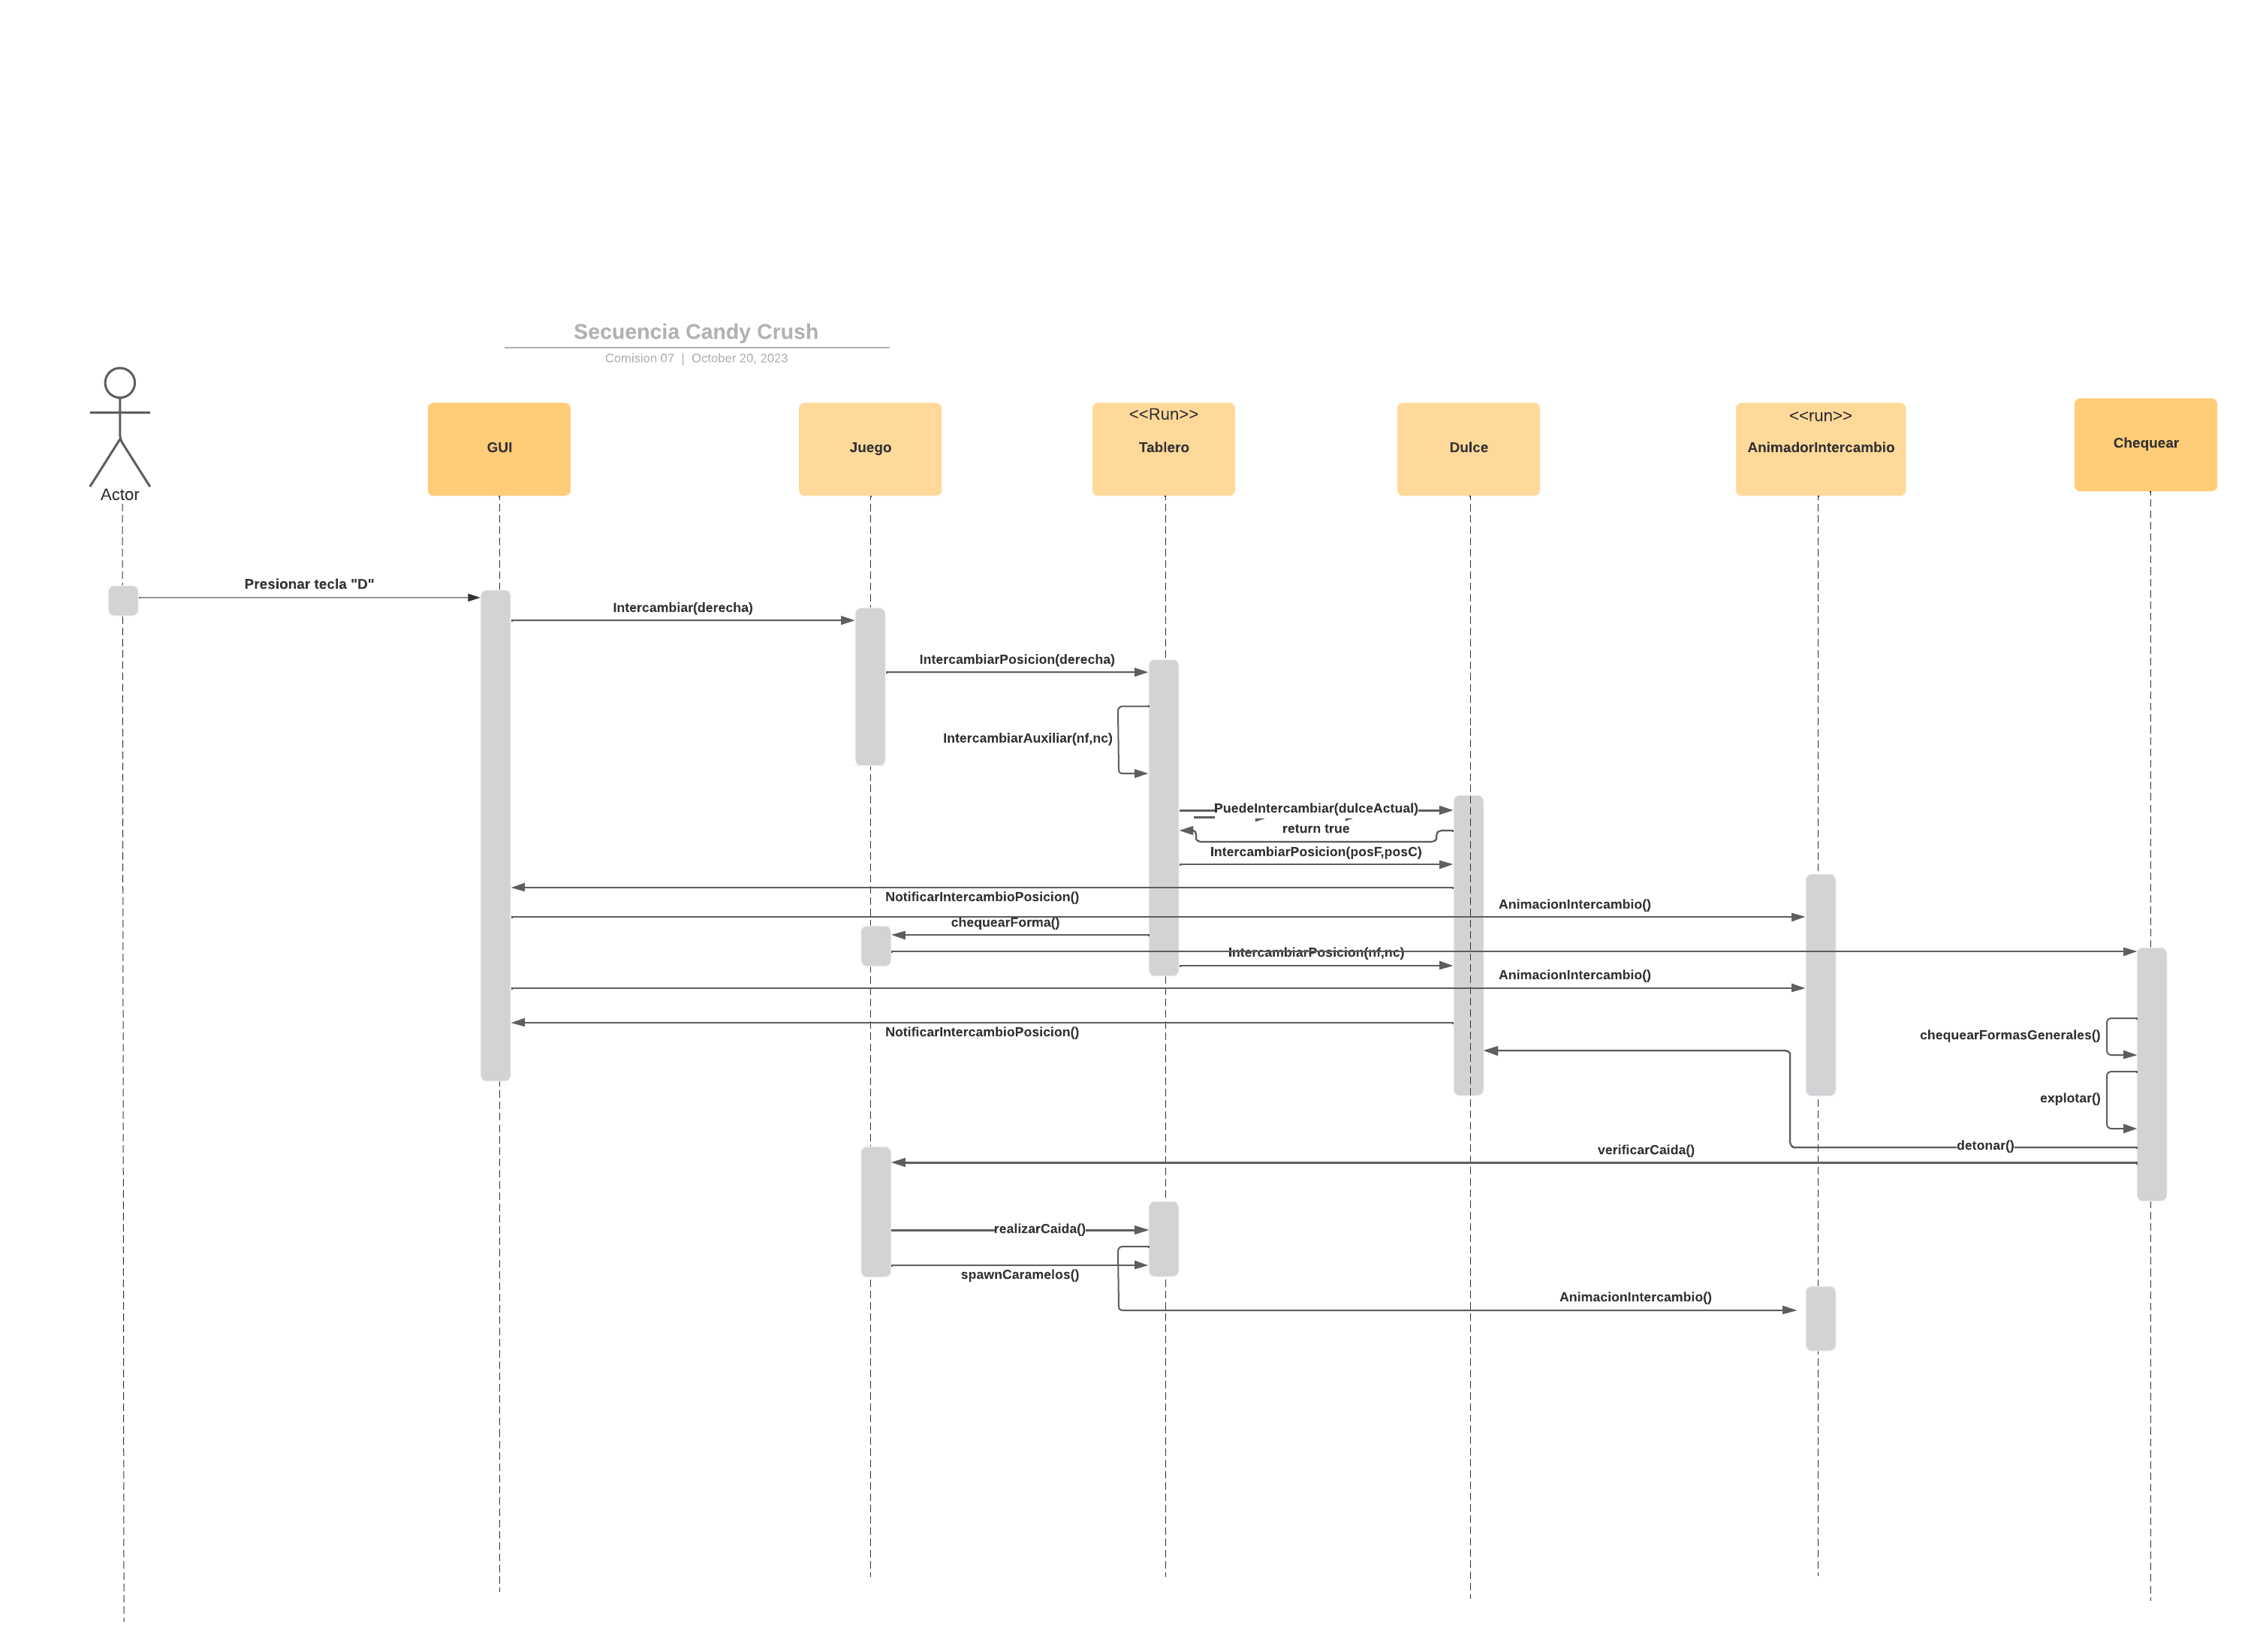 Secuencia Candy Crush
Comision 07 | October 20, 2023
Actor
GUI
Juego
<<Run>>
Tablero
Dulce
<<run>>
AnimadorIntercambio
Chequear
Presionar tecla "D"
Intercambiar(derecha)
IntercambiarPosicion(derecha)
IntercambiarAuxiliar(nf,nc)
PuedeIntercambiar(dulceActual)
return true
IntercambiarPosicion(posF,posC)
NotificarIntercambioPosicion()
AnimacionIntercambio()
chequearForma()
IntercambiarPosicion(nf,nc)
AnimacionIntercambio()
NotificarIntercambioPosicion()
chequearFormasGenerales()
explotar()
detonar()
verificarCaida()
realizarCaida()
spawnCaramelos()
AnimacionIntercambio()